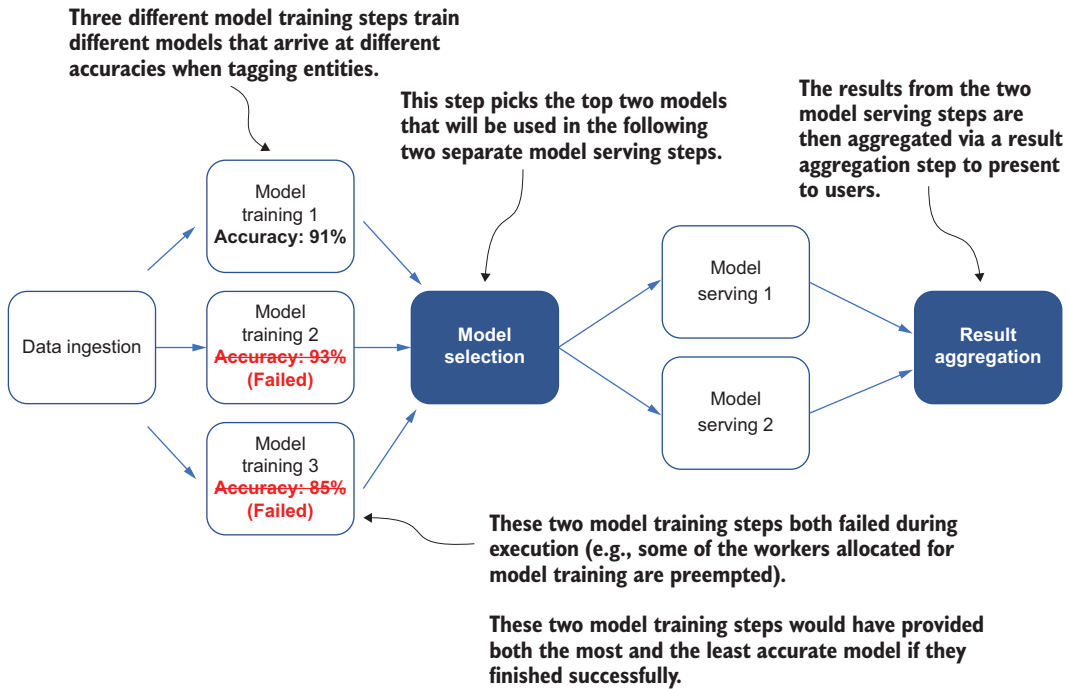 Three different model training steps train
different models that arrive at different
accuracies when tagging entities.
This step picks the top two models
that will be used in the following
two separate model serving steps.
The results from the two
model serving steps are
then aggregated via a result
aggregation step to present
to users.
Data ingestion
Model
training 1
Accuracy: 91%
Model
training 2
Accuracy: 93%
(Failed)
Model
training 3
Accuracy: 85%
(Failed)
Model
selection
Model
serving 1
Model
serving 2
Result
aggregation
These two model training steps both failed during
execution (e.g., some of the workers allocated for
model training are preempted).
These two model training steps would have provided
both the most and the least accurate model if they
finished successfully.